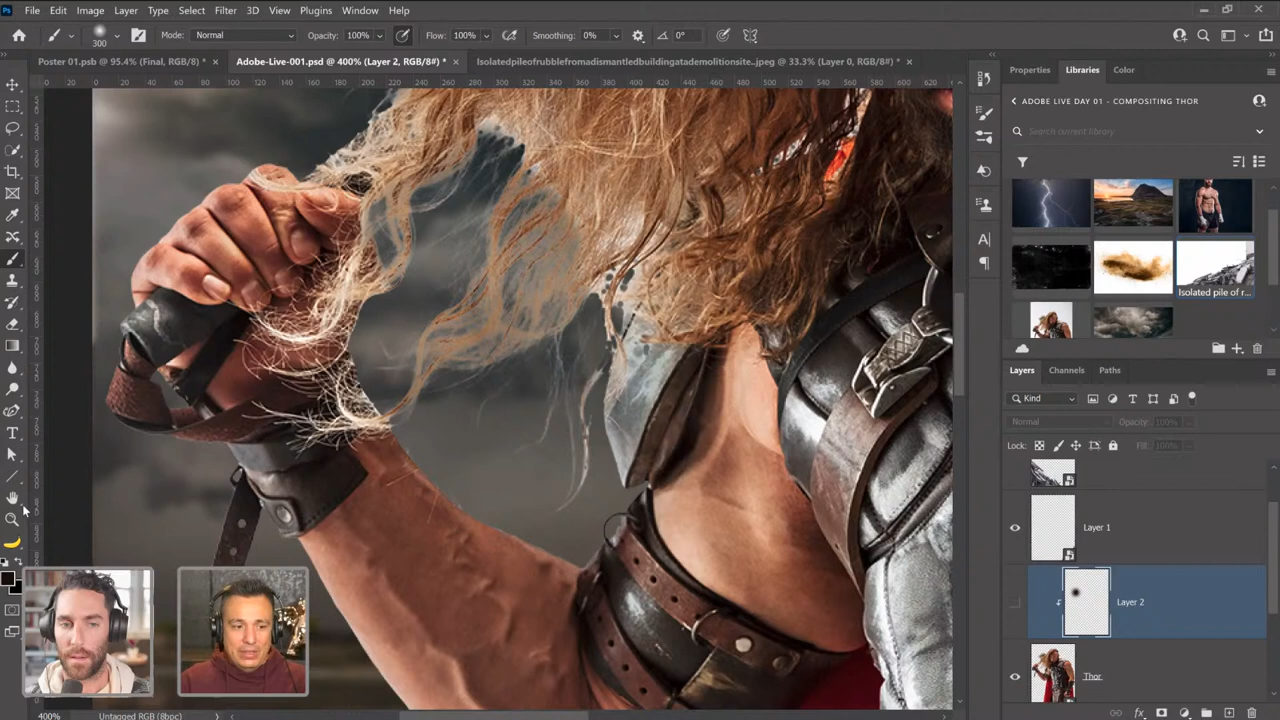 Ps File Edit Image Layer Type Select Filter 3D View Plugins Window Help
300 Mode: Normal Opacity: 100% Flow: 100% Smoothing: 0% 0°
Poster 01.psb @ 95.4% (Final, RGB/8) * × Adobe-Live-001.psd @ 400% (Layer 2, RGB/8#) * × Isolatedpileofrubblefromadismantledbuildingatademolitionsite..jpeg @ 33.3% (Layer 0, RGB/8#) * ×
Properties Libraries Color
ADOBE LIVE DAY 01 - COMPOSITING THOR
Search current library
Isolated pile of r...
Layers Channels Paths
Kind
Normal Opacity: 100%
Lock: Fill: 100%
Layer 1
Layer 2
Thor
400% Untagged RGB (8bpc)